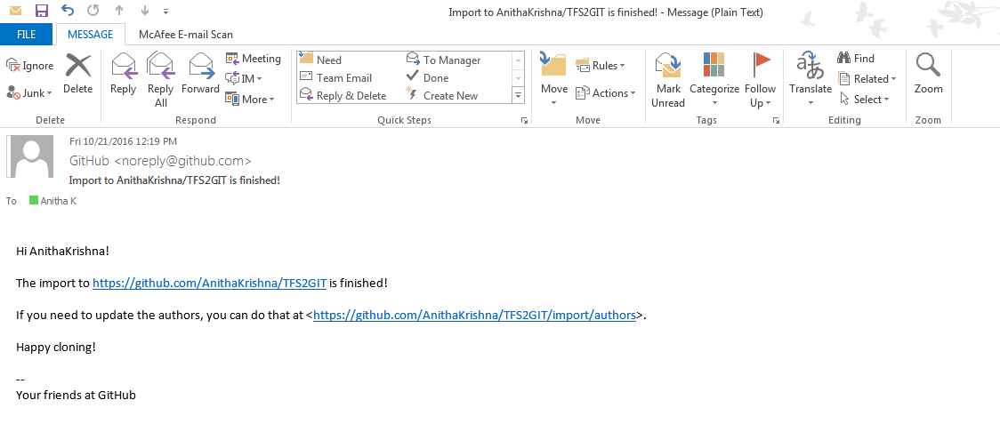 Import to AnithaKrishna/TFS2GIT is finished! - Message (Plain Text)
FILE MESSAGE McAfee E-mail Scan
Ignore
Junk
Delete
Delete
Reply
Reply All
Forward
Meeting
IM
More
Respond
Need
Team Email
Reply & Delete
To Manager
Done
Create New
Quick Steps
Move
Rules
Actions
Move
Mark Unread
Categorize
Follow Up
Tags
Translate
Find
Related
Select
Editing
Zoom
Zoom
Fri 10/21/2016 12:19 PM
GitHub <noreply@github.com>
Import to AnithaKrishna/TFS2GIT is finished!
To Anitha K
Hi AnithaKrishna!
The import to https://github.com/AnithaKrishna/TFS2GIT is finished!
If you need to update the authors, you can do that at <https://github.com/AnithaKrishna/TFS2GIT/import/authors>.
Happy cloning!
--
Your friends at GitHub